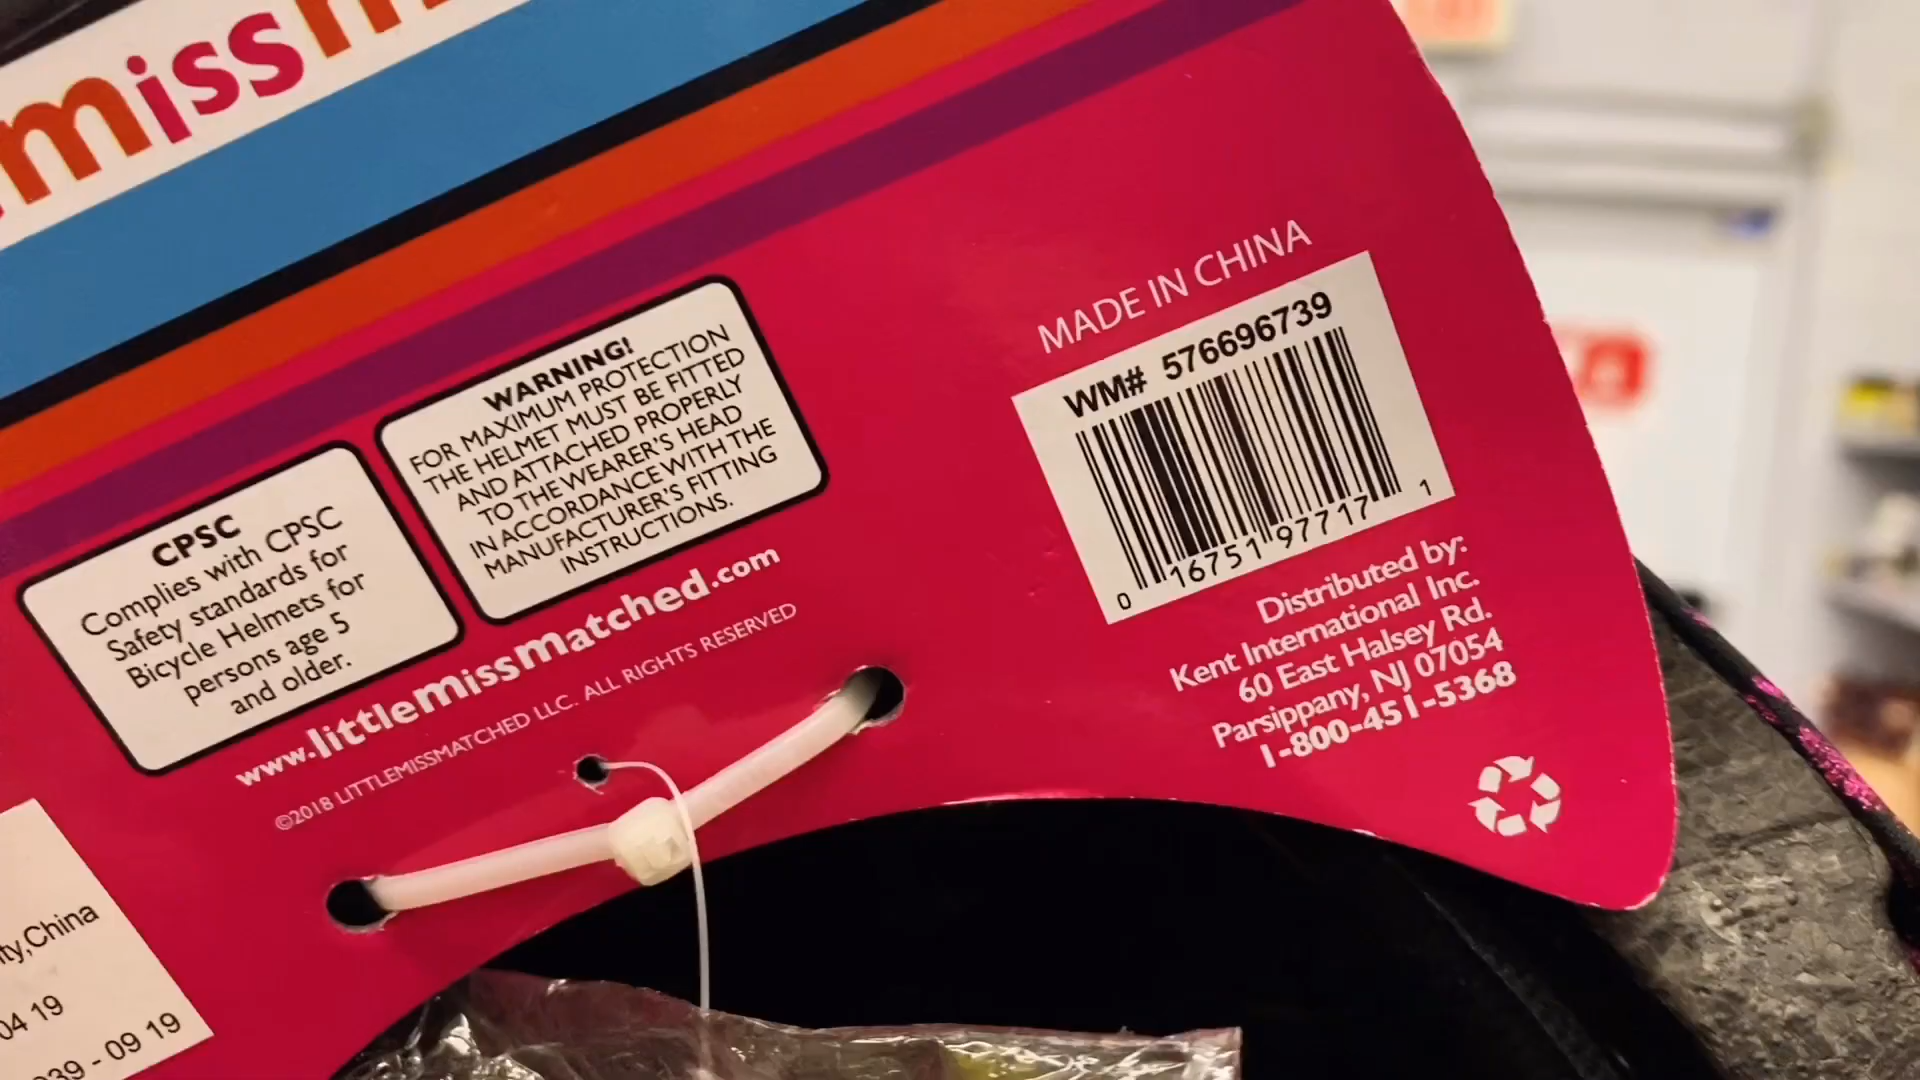 miss
CPSC
Complies with CPSC
Safety standards for
Bicycle Helmets for
persons age 5
and older.
WARNING!
FOR MAXIMUM PROTECTION
THE HELMET MUST BE FITTED
AND ATTACHED PROPERLY
TO THE WEARER'S HEAD
IN ACCORDANCE WITH THE
MANUFACTURER'S FITTING
INSTRUCTIONS.
www.littlemissmatched.com
©2018 LITTLEMISSMATCHED LLC. ALL RIGHTS RESERVED
MADE IN CHINA
WM# 576696739
0 16751 97717 1
Distributed by:
Kent International Inc.
60 East Halsey Rd.
Parsippany, NJ 07054
1-800-451-5368
ty,China
04 19
939 - 09 19